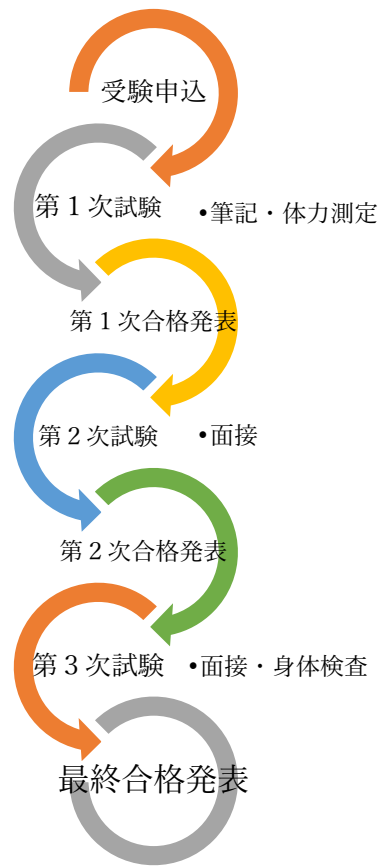 受験申込
第１次試験
•筆記・体力測定
第１次合格発表
第２次試験
•面接
第２次合格発表
第３次試験
•面接・身体検査
最終合格発表